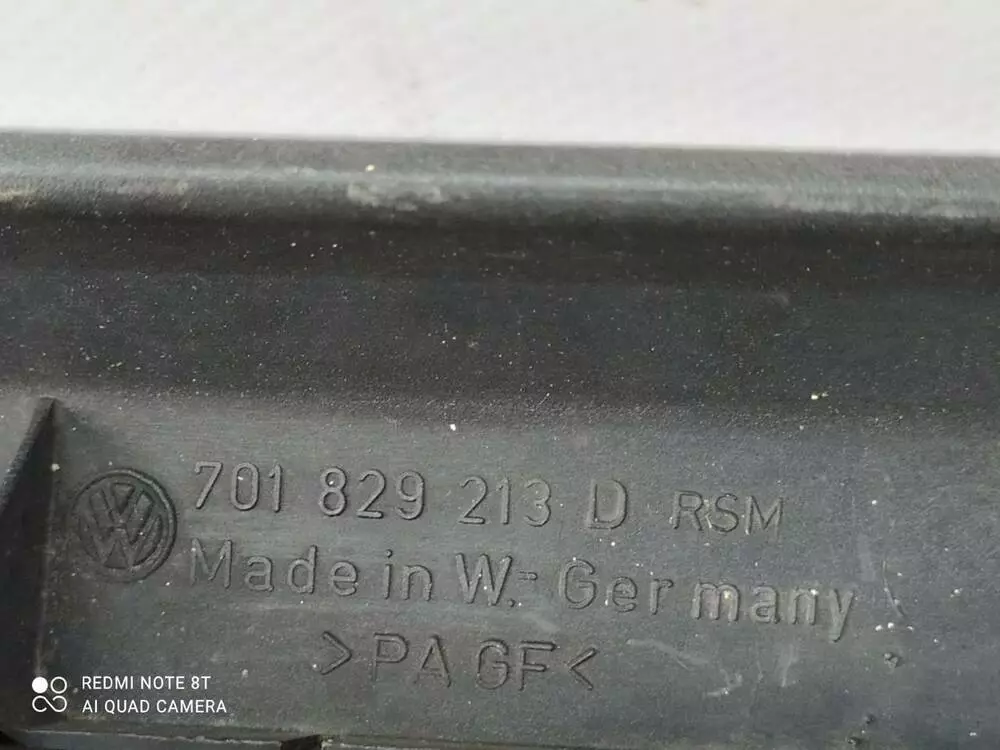 701 829 213 D RSM
Made in W.-Germany
>PA GF<
REDMI NOTE 8T
AI QUAD CAMERA